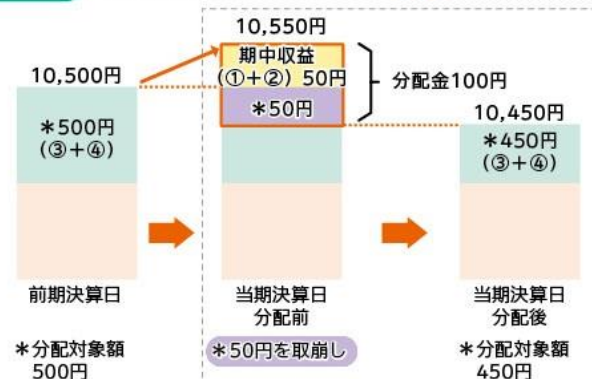 10,550円
期中収益
(①+②) 50円
分配金100円
10,500円
*50円
10,450円
*500円
(③+④)
*450円
(③+④)
前期決算日
当期決算日
分配前
当期決算日
分配後
*分配対象額
500円
*50円を取崩し
*分配対象額
450円